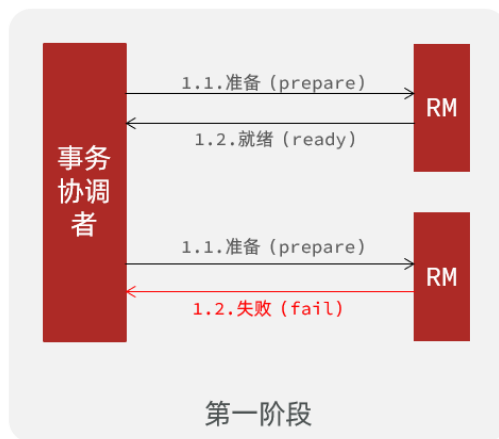 1.1.准备（prepare）
RM
1.2.就绪（ready）
事务
协调
者
1.1.准备（prepare）
RM
1.2.失败（fail）
第一阶段